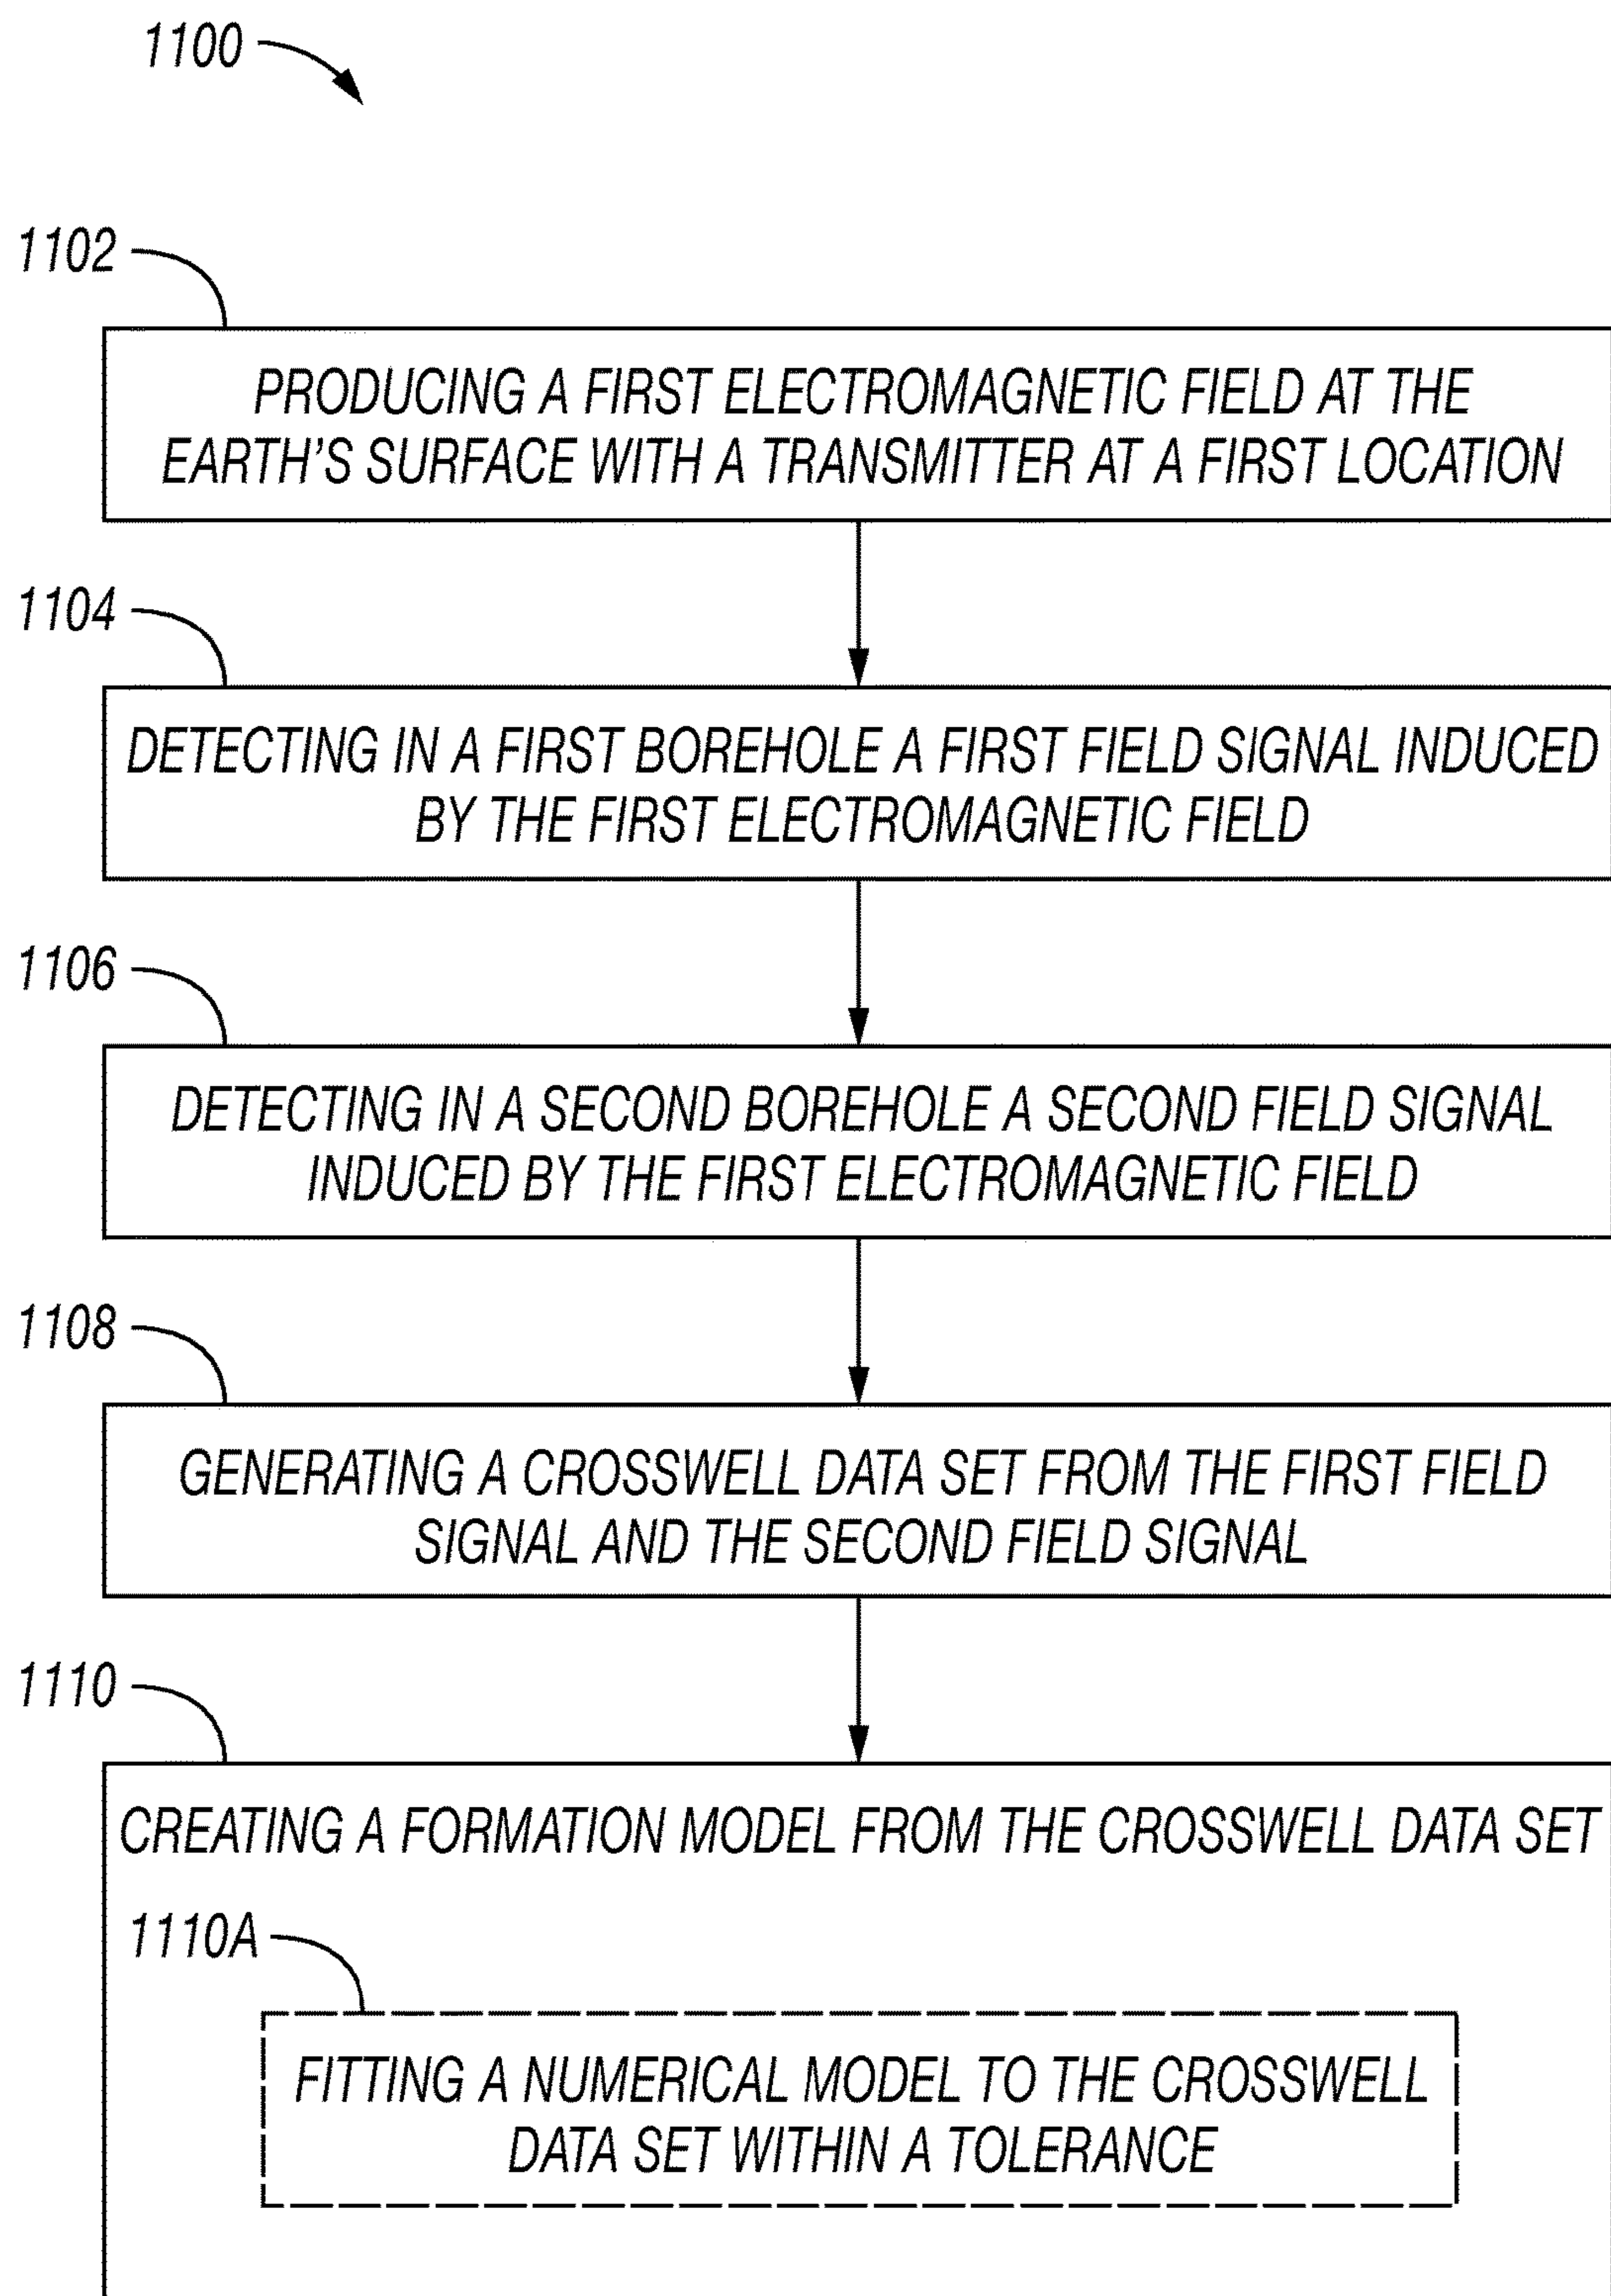 1100
1102
PRODUCING A FIRST ELECTROMAGNETIC FIELD AT THE
EARTH'S SURFACE WITH A TRANSMITTER AT A FIRST LOCATION
1104
DETECTING IN A FIRST BOREHOLE A FIRST FIELD SIGNAL INDUCED
BY THE FIRST ELECTROMAGNETIC FIELD
1106
DETECTING IN A SECOND BOREHOLE A SECOND FIELD SIGNAL
INDUCED BY THE FIRST ELECTROMAGNETIC FIELD
1108
GENERATING A CROSSWELL DATA SET FROM THE FIRST FIELD
SIGNAL AND THE SECOND FIELD SIGNAL
1110
CREATING A FORMATION MODEL FROM THE CROSSWELL DATA SET
1110A
FITTING A NUMERICAL MODEL TO THE CROSSWELL
DATA SET WITHIN A TOLERANCE